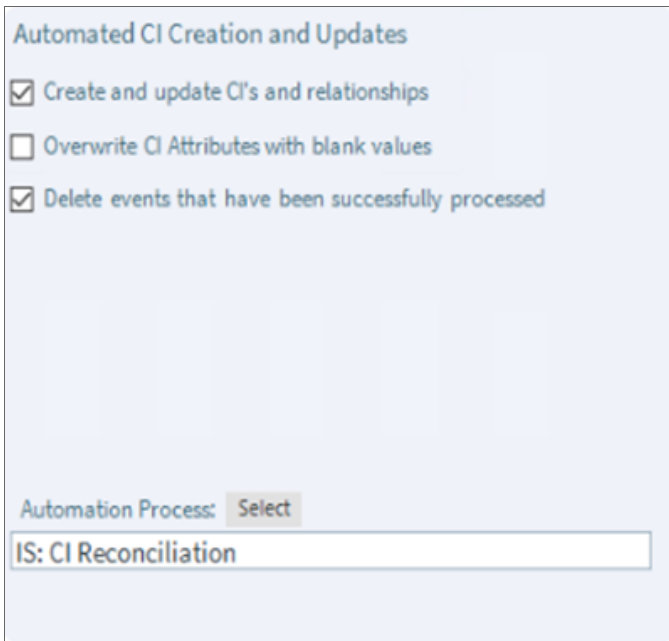 Automated CI Creation and Updates
Create and update CI's and relationships
Overwrite CI Attributes with blank values
Delete events that have been successfully processed
Automation Process: Select
IS: CI Reconciliation